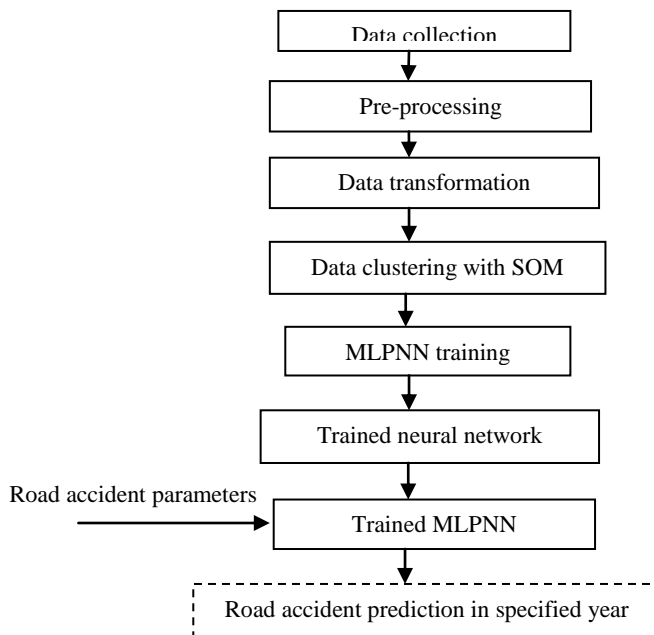 Data collection
Pre-processing
Data transformation
Data clustering with SOM
MLPNN training
Trained neural network
Road accident parameters
Trained MLPNN
Road accident prediction in specified year